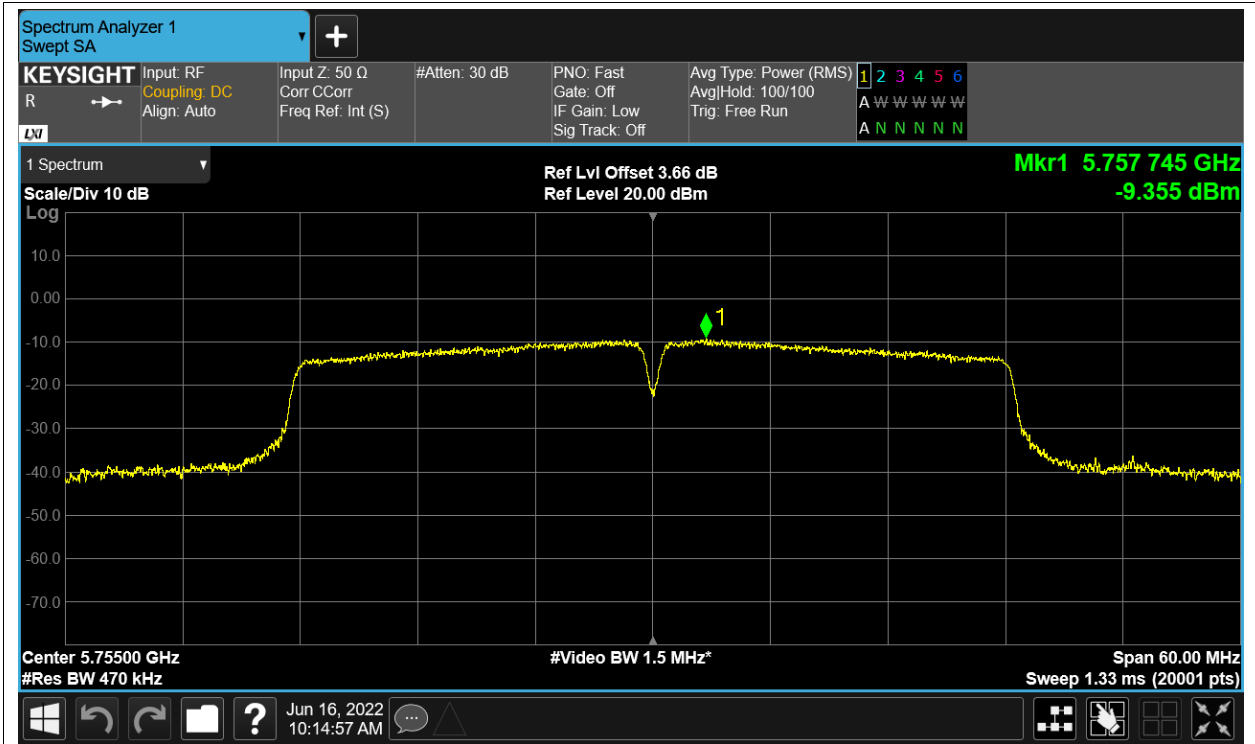 Spectrum Analyzer 1
Swept SA
KEYSIGHT
R
LXI
Input: RF
Coupling: DC
Align: Auto
Input Z: 50 Ω
Corr CCorr
Freq Ref: Int (S)
#Atten: 30 dB
PNO: Fast
Gate: Off
IF Gain: Low
Sig Track: Off
Avg Type: Power (RMS)
Avg|Hold: 100/100
Trig: Free Run
1 2 3 4 5 6
A W W W W W
A N N N N N
1 Spectrum
Scale/Div 10 dB
Log
Ref Lvl Offset 3.66 dB
Ref Level 20.00 dBm
Mkr1 5.757 745 GHz
-9.355 dBm
10.0
0.00
-10.0
-20.0
-30.0
-40.0
-50.0
-60.0
-70.0
1
Center 5.75500 GHz
#Res BW 470 kHz
#Video BW 1.5 MHz*
Span 60.00 MHz
Sweep 1.33 ms (20001 pts)
?
Jun 16, 2022
10:14:57 AM